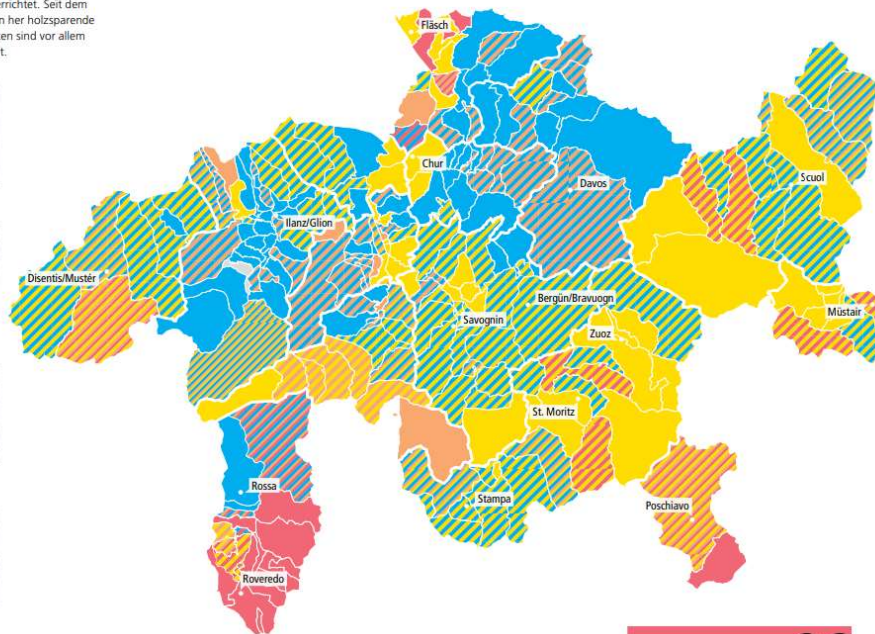 errichtet. Seit dem
n her holzsparende
ten sind vor allem
t.
Fläsch
Chur
Davos
Scuol
Ilanz/Glion
Disentis/Mustér
Bergün/Bravuogn
Müstair
Savognin
Zuoz
St. Moritz
Rossa
Stampa
Poschiavo
Roveredo